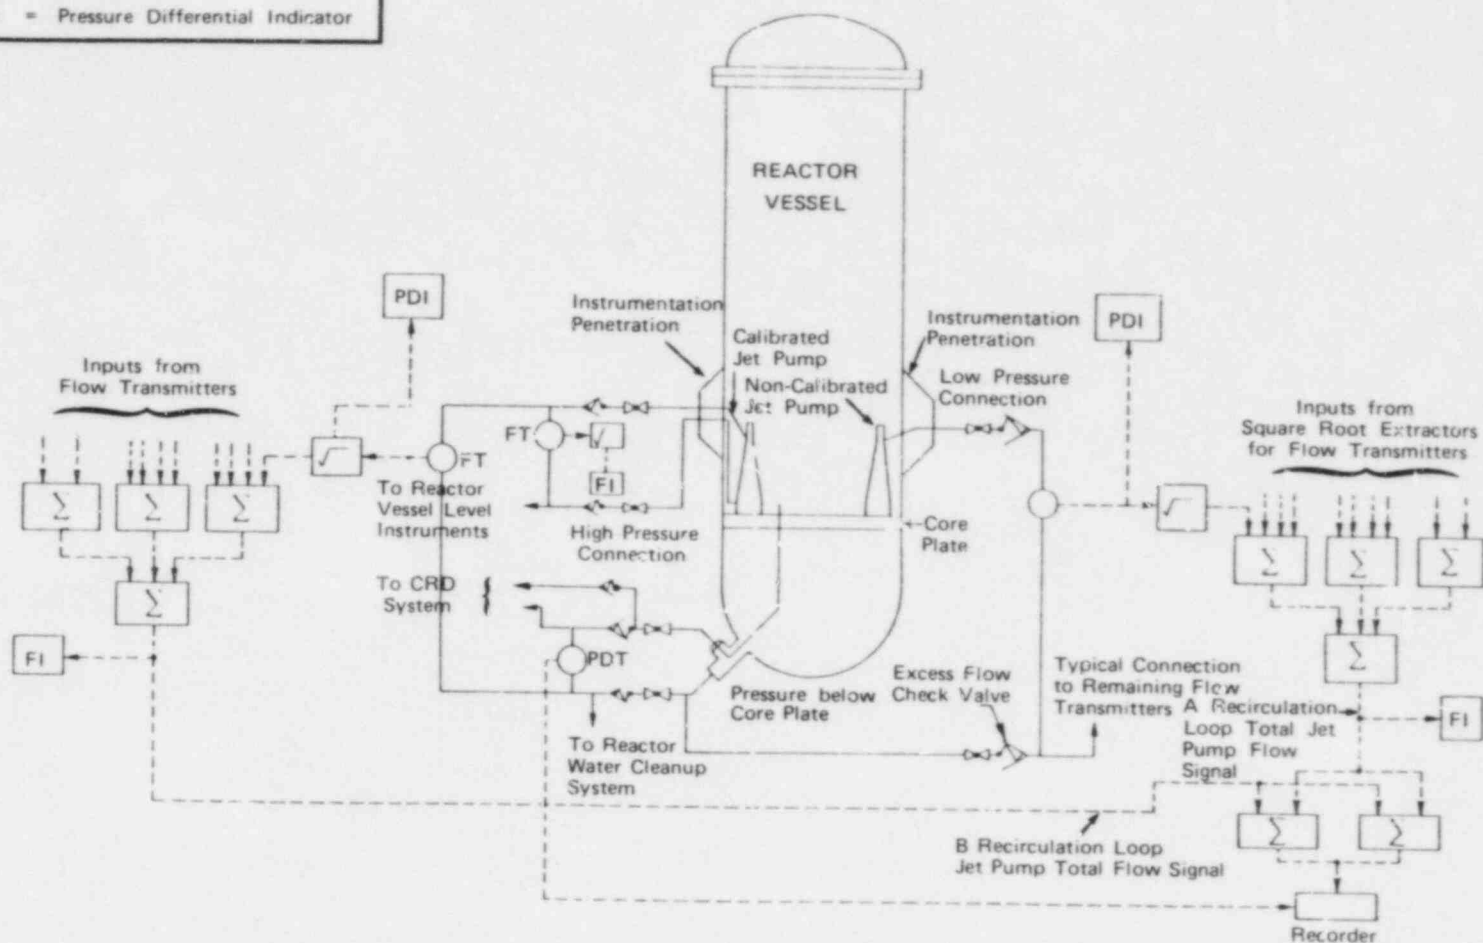 = Pressure Differential Indicator
REACTOR
VESSEL
PDI
Instrumentation
Penetration
Calibrated
Jet Pump
Non-Calibrated
Jet Pump
Instrumentation
Penetration
PDI
Low Pressure
Connection
Inputs from
Flow Transmitters
Inputs from
Square Root Extractors
for Flow Transmitters
√
FT
FT
√
FI
To Reactor
Vessel Level
Instruments
High Pressure
Connection
Core
Plate
√
Σ
Σ
Σ
Σ
Σ
Σ
Σ
Σ
FI
To CRD
System
PDT
Pressure below
Core Plate
Excess Flow
Check Valve
Typical Connection
to Remaining Flow
Transmitters
A Recirculation
Loop Total Jet
Pump Flow
Signal
FI
To Reactor
Water Cleanup
System
Σ
Σ
B Recirculation Loop
Jet Pump Total Flow Signal
Recorder